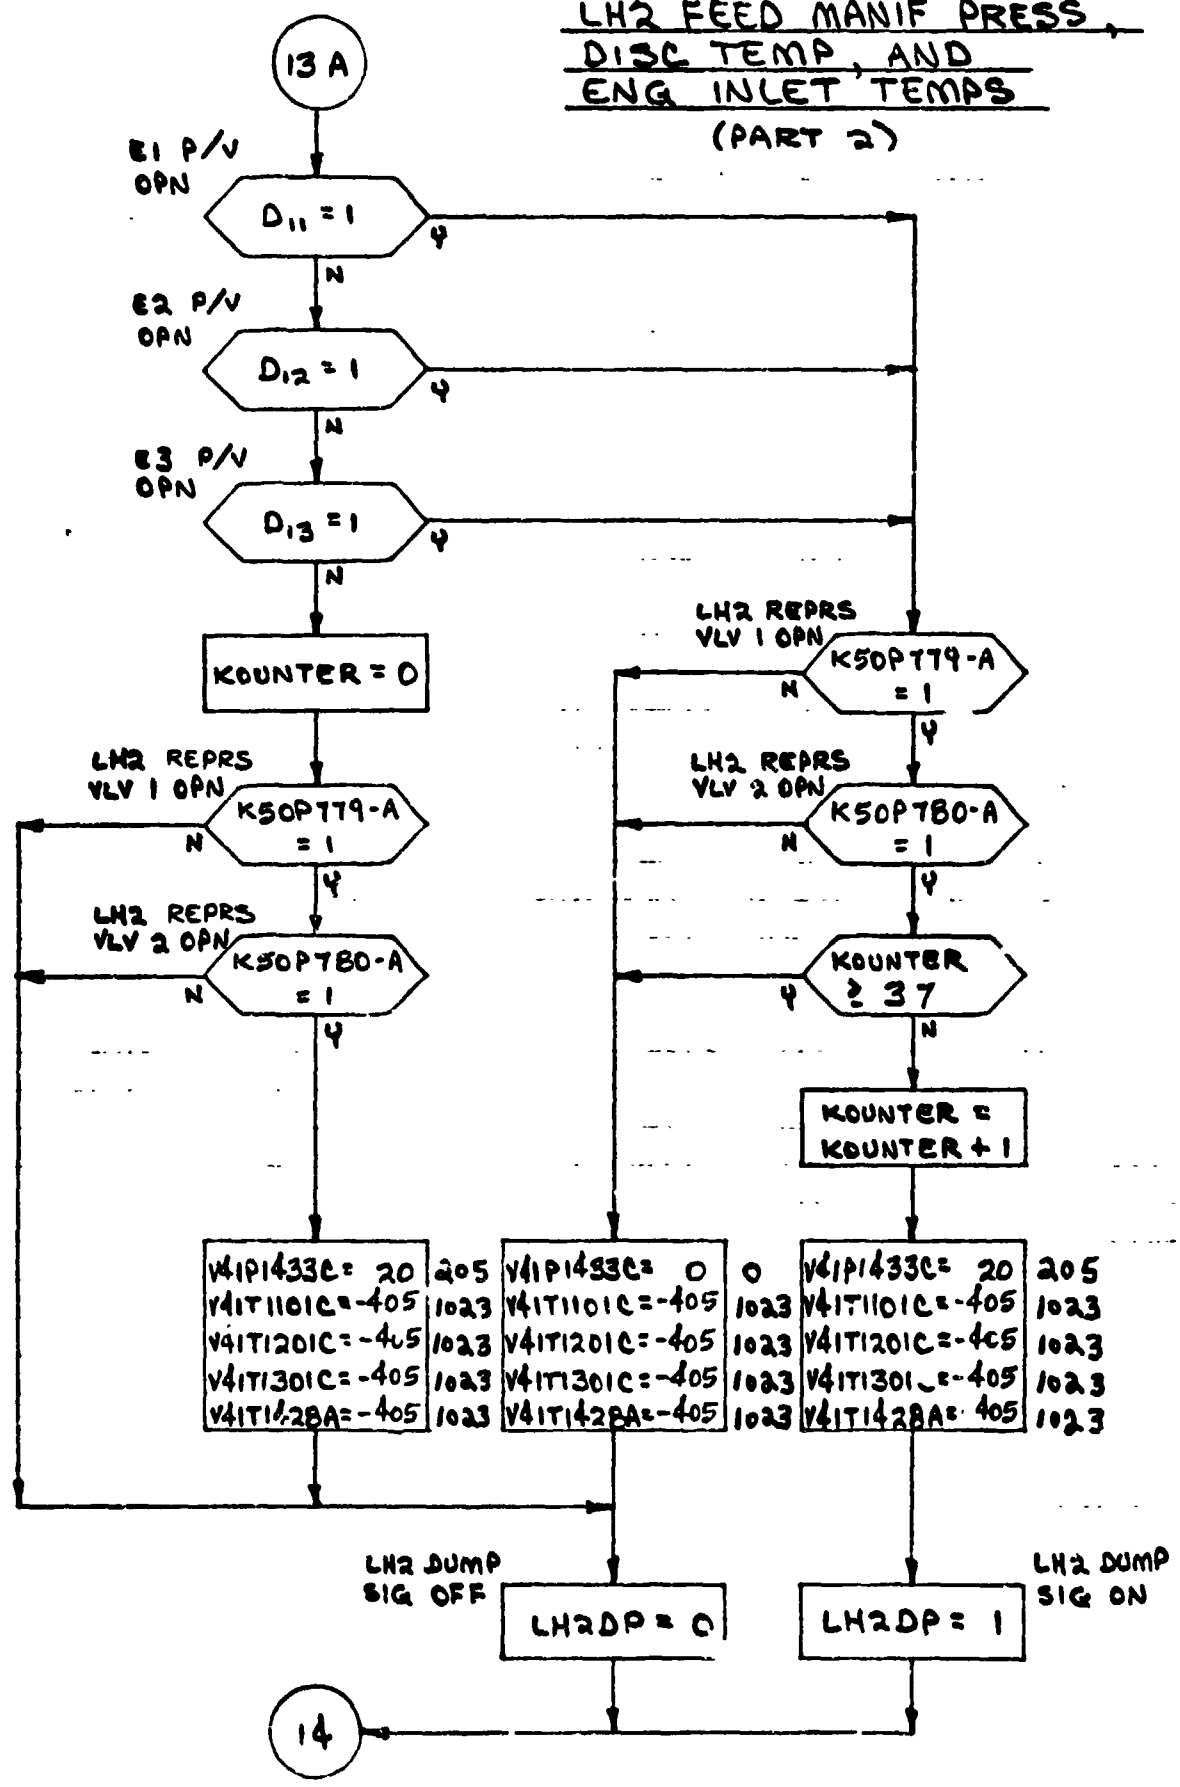 LH2 FEED MANIF PRESS,
DISC TEMP, AND
ENG INLET TEMPS
(PART 2)
13 A
E1 P/V
OPN
D11 = 1
Y
N
E2 P/V
OPN
D12 = 1
Y
N
E3 P/V
OPN
D13 = 1
Y
N
KOUNTER = 0
LH2 REPRS
VLV 1 OPN
K50P779-A
= 1
N
Y
LH2 REPRS
VLV 2 OPN
K50P780-A
= 1
N
Y
LH2 REPRS
VLV 1 OPN
K50P779-A
= 1
N
Y
LH2 REPRS
VLV 2 OPN
K50P780-A
= 1
N
Y
KOUNTER
≥ 37
Y
N
KOUNTER =
KOUNTER + 1
V41P1433C= 20 205
V41T1101C=-405 1023
V41T1201C=-405 1023
V41T1301C=-405 1023
V41T1428A=-405 1023
V41P1433C= 0 0
V41T1101C=-405 1023
V41T1201C=-405 1023
V41T1301C=-405 1023
V41T1428A=-405 1023
V41P1433C= 20 205
V41T1101C=-405 1023
V41T1201C=-405 1023
V41T1301C=-405 1023
V41T1428A=-405 1023
LH2 DUMP
SIG OFF
LH2DP = 0
LH2 DUMP
SIG ON
LH2DP = 1
14